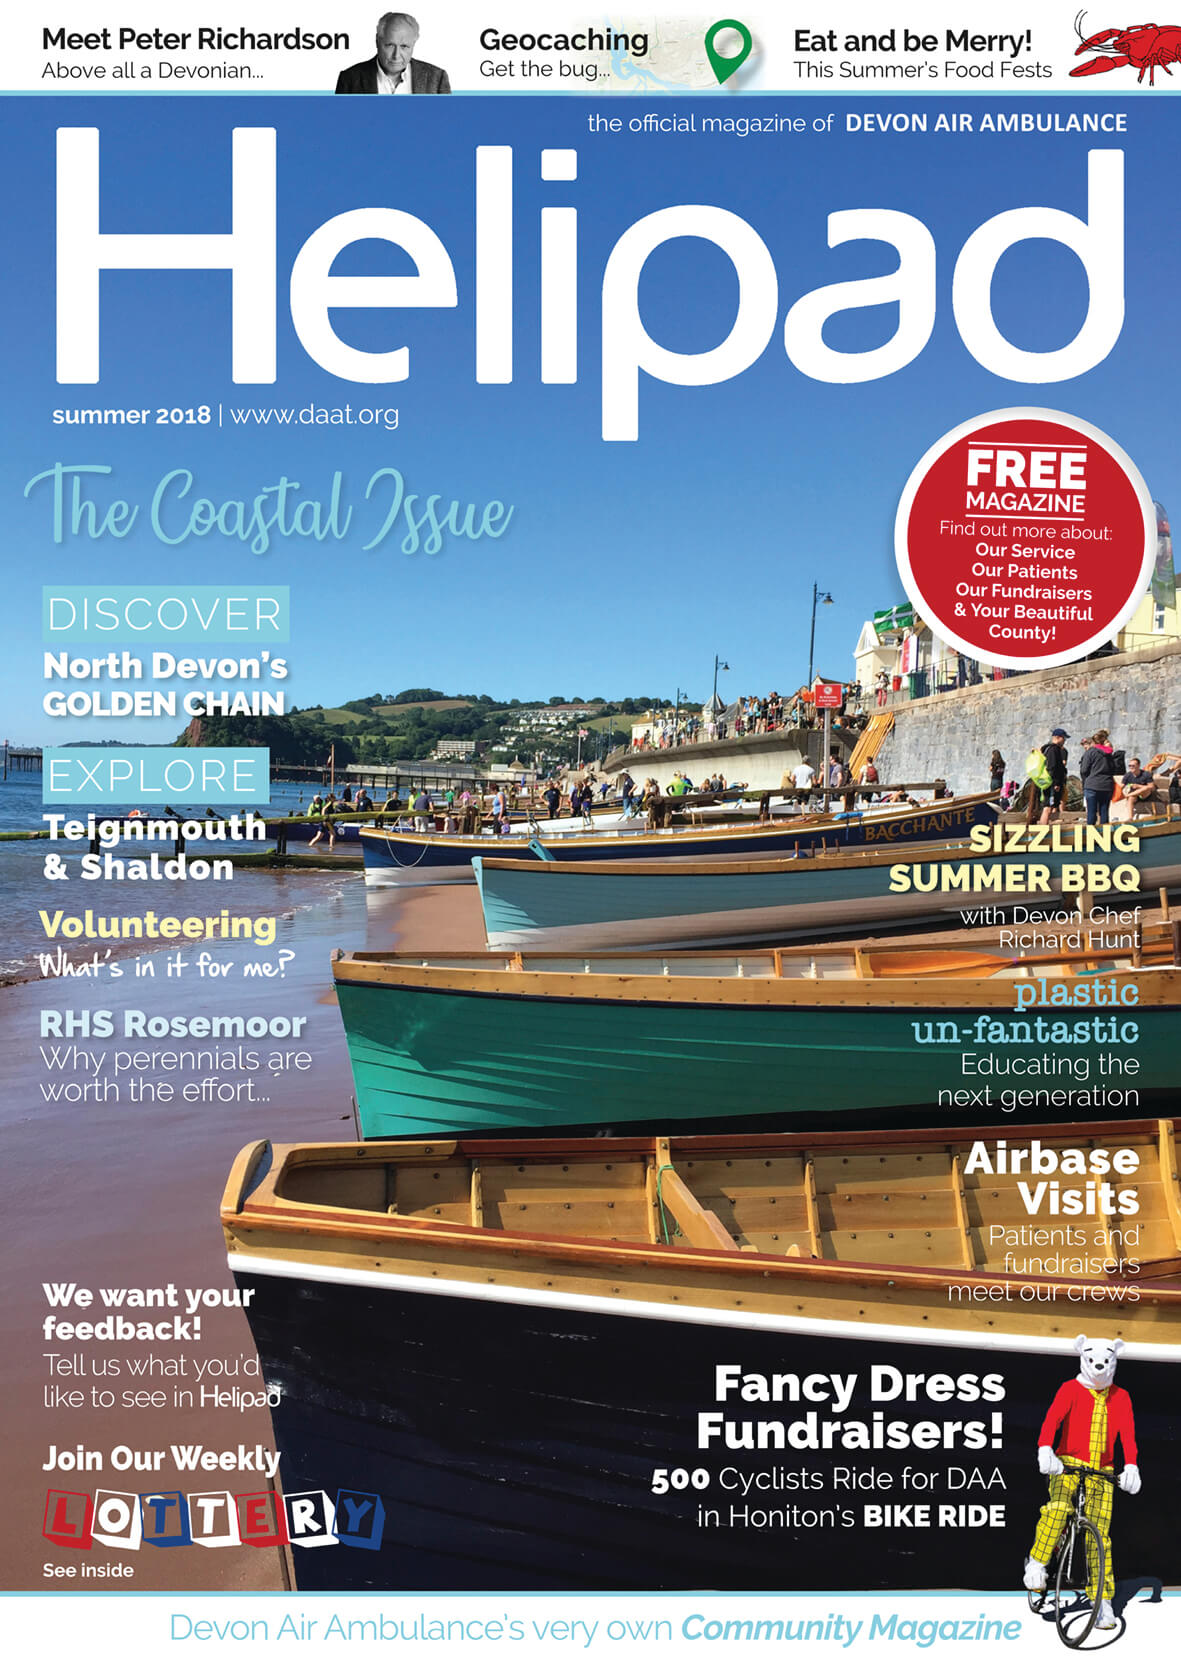 Meet Peter Richardson
Above all a Devonian...
Geocaching
Get the bug...
Eat and be Merry!
This Summer's Food Fests
the official magazine of DEVON AIR AMBULANCE
Helipad
summer 2018 | www.daat.org
The Coastal Issue
FREE
MAGAZINE
Find out more about:
Our Service
Our Patients
Our Fundraisers
& Your Beautiful
County!
DISCOVER
North Devon's
GOLDEN CHAIN
EXPLORE
Teignmouth
& Shaldon
Volunteering
What's in it for me?
RHS Rosemoor
Why perennials are
worth the effort...
BACCHANTE
SIZZLING
SUMMER BBQ
with Devon Chef
Richard Hunt
plastic
un-fantastic
Educating the
next generation
Airbase
Visits
Patients and
fundraisers
meet our crews
We want your
feedback!
Tell us what you'd
like to see in Helipad
Join Our Weekly
LOTTERY
See inside
Fancy Dress
Fundraisers!
500 Cyclists Ride for DAA
in Honiton's BIKE RIDE
Devon Air Ambulance's very own Community Magazine